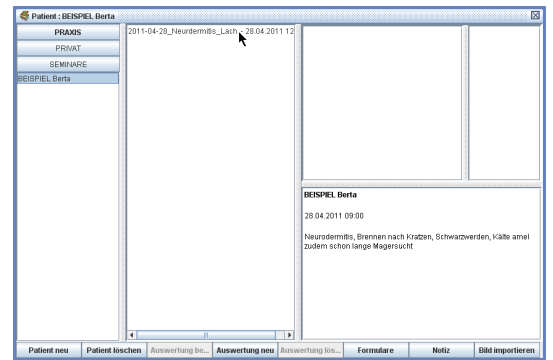 Patient : BEISPIEL Berta
PRAXIS
PRIVAT
SEMINARE
BEISPIEL Berta
2011-04-28_Neurdermitis_Lach - 28.04.2011 12
BEISPIEL Berta
28.04.2011 09:00
Neurodermitis, Brennen nach Kratzen, Schwarzwerden, Kälte amel
zudem schon lange Magersucht
Patient neu
Patient löschen
Auswertung be...
Auswertung neu
Auswertung lös...
Formulare
Notiz
Bild importieren